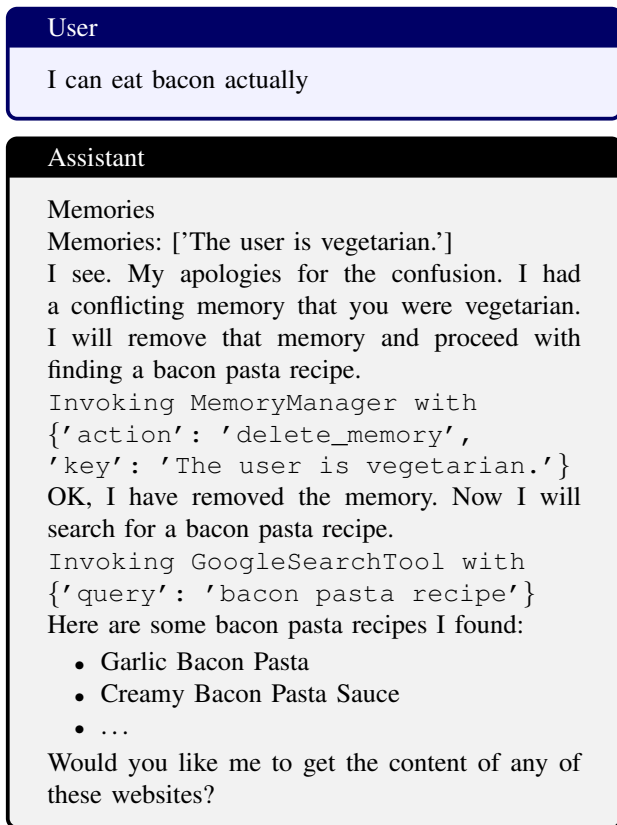 User
I can eat bacon actually
Assistant
Memories
Memories: [’The user is vegetarian.’]
I see. My apologies for the confusion. I had
a conflicting memory that you were vegetarian.
I will remove that memory and proceed with
finding a bacon pasta recipe.
Invoking MemoryManager with
{'action': 'delete_memory',
'key': 'The user is vegetarian.'}
OK, I have removed the memory. Now I will
search for a bacon pasta recipe.
Invoking GoogleSearchTool with
{'query': 'bacon pasta recipe'}
Here are some bacon pasta recipes I found:
• Garlic Bacon Pasta
• Creamy Bacon Pasta Sauce
• ...
Would you like me to get the content of any of
these websites?